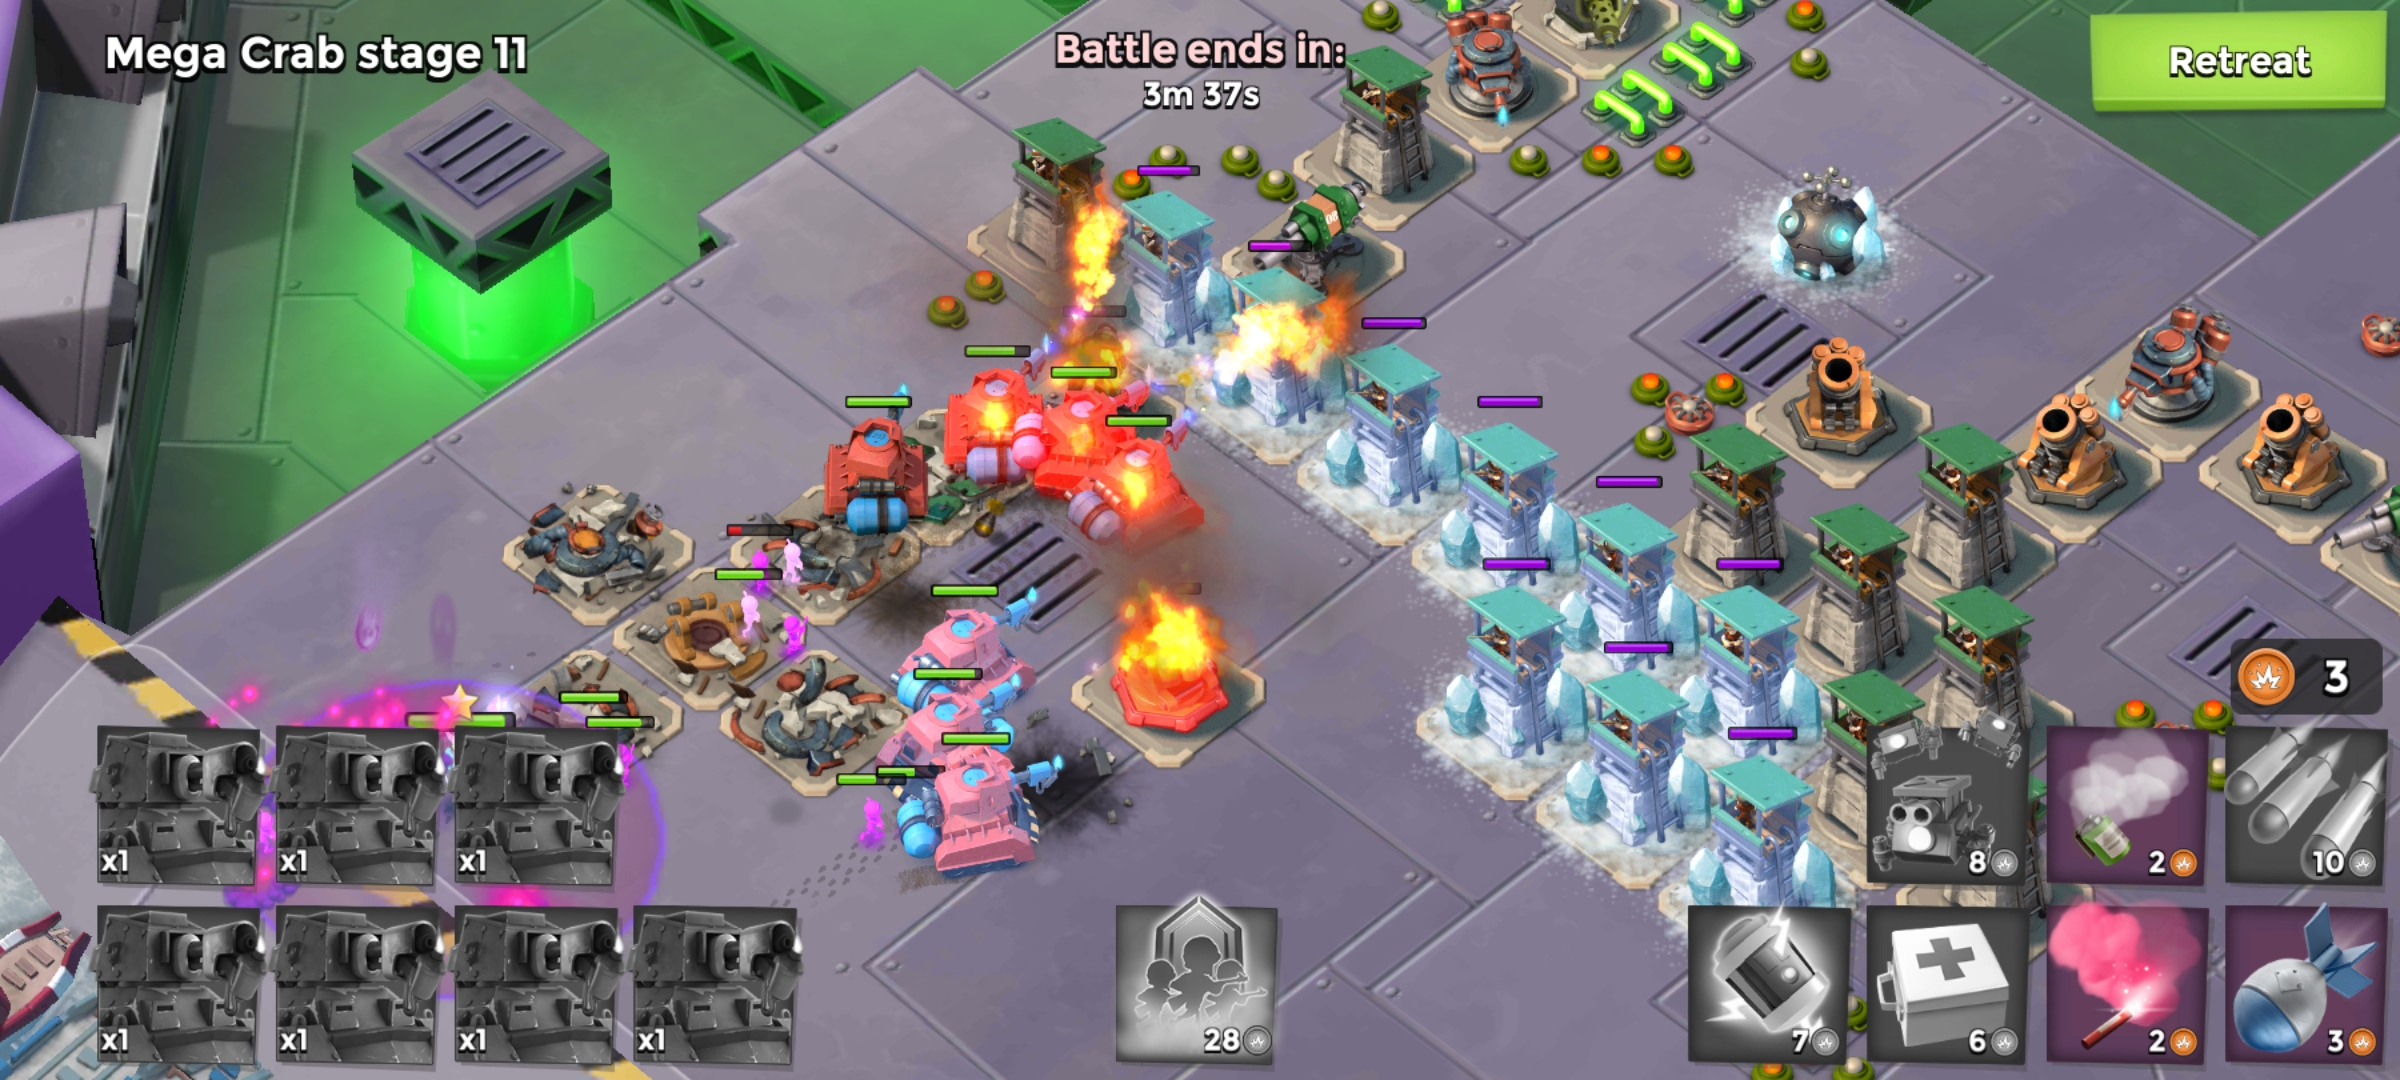 Mega Crab stage 11
Battle ends in:
3m 37s
Retreat
3
x1
x1
x1
8
2
10
x1
x1
x1
x1
28
7
6
2
3